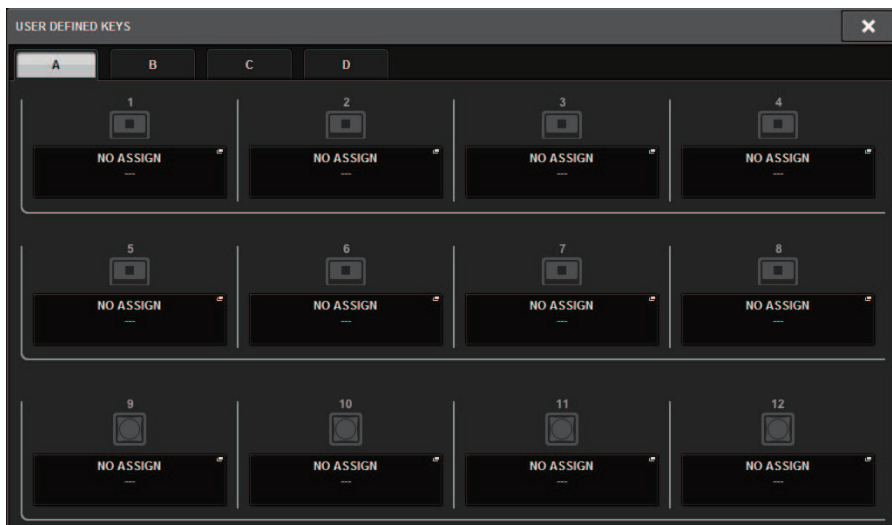 USER DEFINED KEYS
A B C D
1 2 3 4
NO ASSIGN NO ASSIGN NO ASSIGN NO ASSIGN
--- --- --- ---
5 6 7 8
NO ASSIGN NO ASSIGN NO ASSIGN NO ASSIGN
--- --- --- ---
9 10 11 12
NO ASSIGN NO ASSIGN NO ASSIGN NO ASSIGN
--- --- --- ---